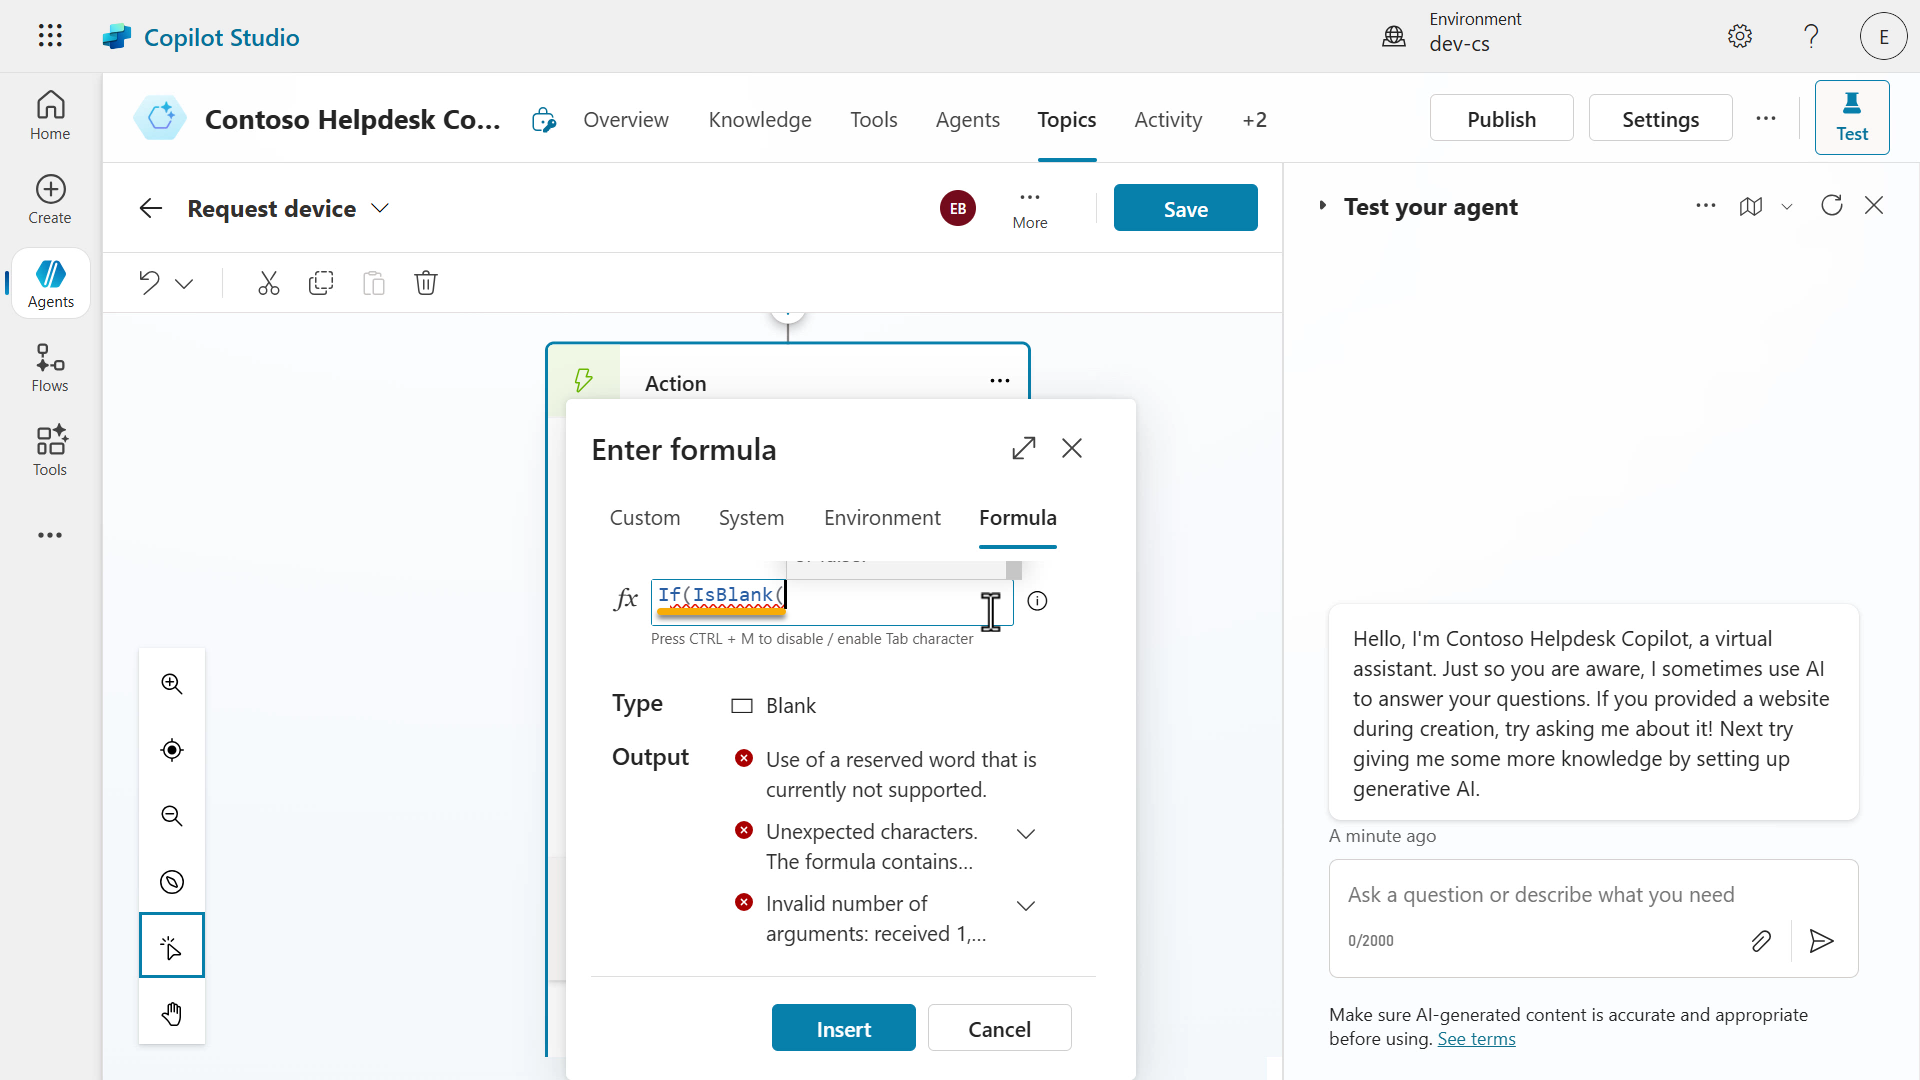 Copilot Studio
Environment
dev-cs
?
E
Home
Create
Agents
Flows
Tools
Contoso Helpdesk Co...
Overview
Knowledge
Tools
Agents
Topics
Activity
+2
Publish
Settings
Test
Request device
EB
More
Save
Action
Enter formula
Custom
System
Environment
Formula
fx
If(IsBlank(
Press CTRL + M to disable / enable Tab character
Type
Blank
Output
Use of a reserved word that is
currently not supported.
Unexpected characters.
The formula contains...
Invalid number of
arguments: received 1,...
Insert
Cancel
Test your agent
Hello, I'm Contoso Helpdesk Copilot, a virtual
assistant. Just so you are aware, I sometimes use AI
to answer your questions. If you provided a website
during creation, try asking me about it! Next try
giving me some more knowledge by setting up
generative AI.
A minute ago
Ask a question or describe what you need
0/2000
Make sure AI-generated content is accurate and appropriate
before using. See terms